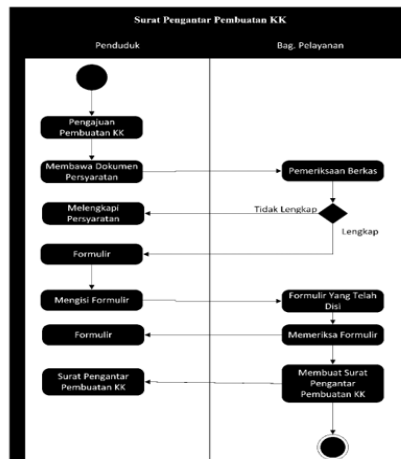 Surat Pengantar Pembuatan KK
Penduduk
Bag. Pelayanan
Pengajuan
Pembuatan KK
Membawa Dokumen
Persyaratan
Pemeriksaan Berkas
Melengkapi
Persyaratan
Tidak Lengkap
Lengkap
Formulir
Mengisi Formulir
Formulir Yang Telah
Disi
Formulir
Memeriksa Formulir
Surat Pengantar
Pembuatan KK
Membuat Surat
Pengantar
Pembuatan KK